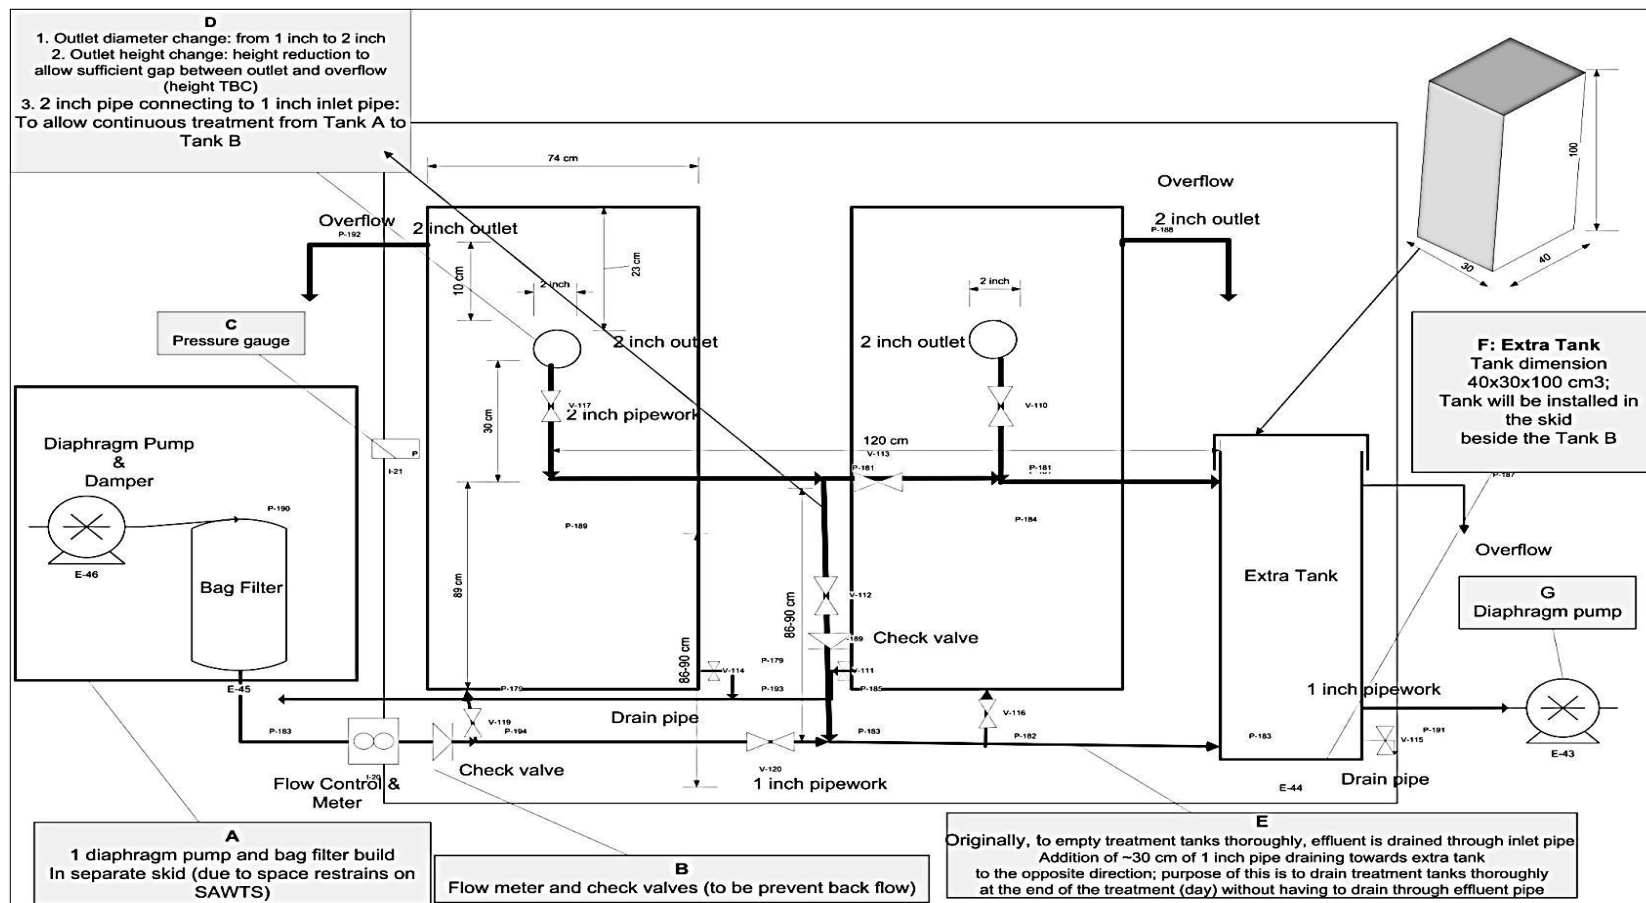 D
1. Outlet diameter change: from 1 inch to 2 inch
2. Outlet height change: height reduction to
allow sufficient gap between outlet and overflow
(height TBC)
3. 2 inch pipe connecting to 1 inch inlet pipe:
To allow continuous treatment from Tank A to
Tank B
74 cm
100
30
40
Overflow
P-192
2 inch outlet
Overflow
2 inch outlet
P-188
10 cm
23 cm
2 inch
2 inch
C
Pressure gauge
2 inch outlet
2 inch outlet
F: Extra Tank
Tank dimension
40x30x100 cm3;
Tank will be installed in
the skid
beside the Tank B
P-187
V-117
2 inch pipework
V-110
30 cm
120 cm
V-113
P-181
P-181
P
I-21
Diaphragm Pump
&
Damper
P-190
E-46
Bag Filter
E-45
P-189
P-184
89 cm
86-90 cm
86-90 cm
V-112
Check valve
Extra Tank
Overflow
G
Diaphragm pump
E-43
V-114
P-179
V-111
P-179
P-193
P-185
1 inch pipework
Drain pipe
V-119
V-116
P-183
P-194
P-183
P-182
P-183
P-191
V-115
I-20
Flow Control &
Meter
Check valve
V-120
1 inch pipework
Drain pipe
E-44
A
1 diaphragm pump and bag filter build
In separate skid (due to space restrains on
SAWTS)
B
Flow meter and check valves (to be prevent back flow)
E
Originally, to empty treatment tanks thoroughly, effluent is drained through inlet pipe
Addition of ~30 cm of 1 inch pipe draining towards extra tank
to the opposite direction; purpose of this is to drain treatment tanks thoroughly
at the end of the treatment (day) without having to drain through effluent pipe